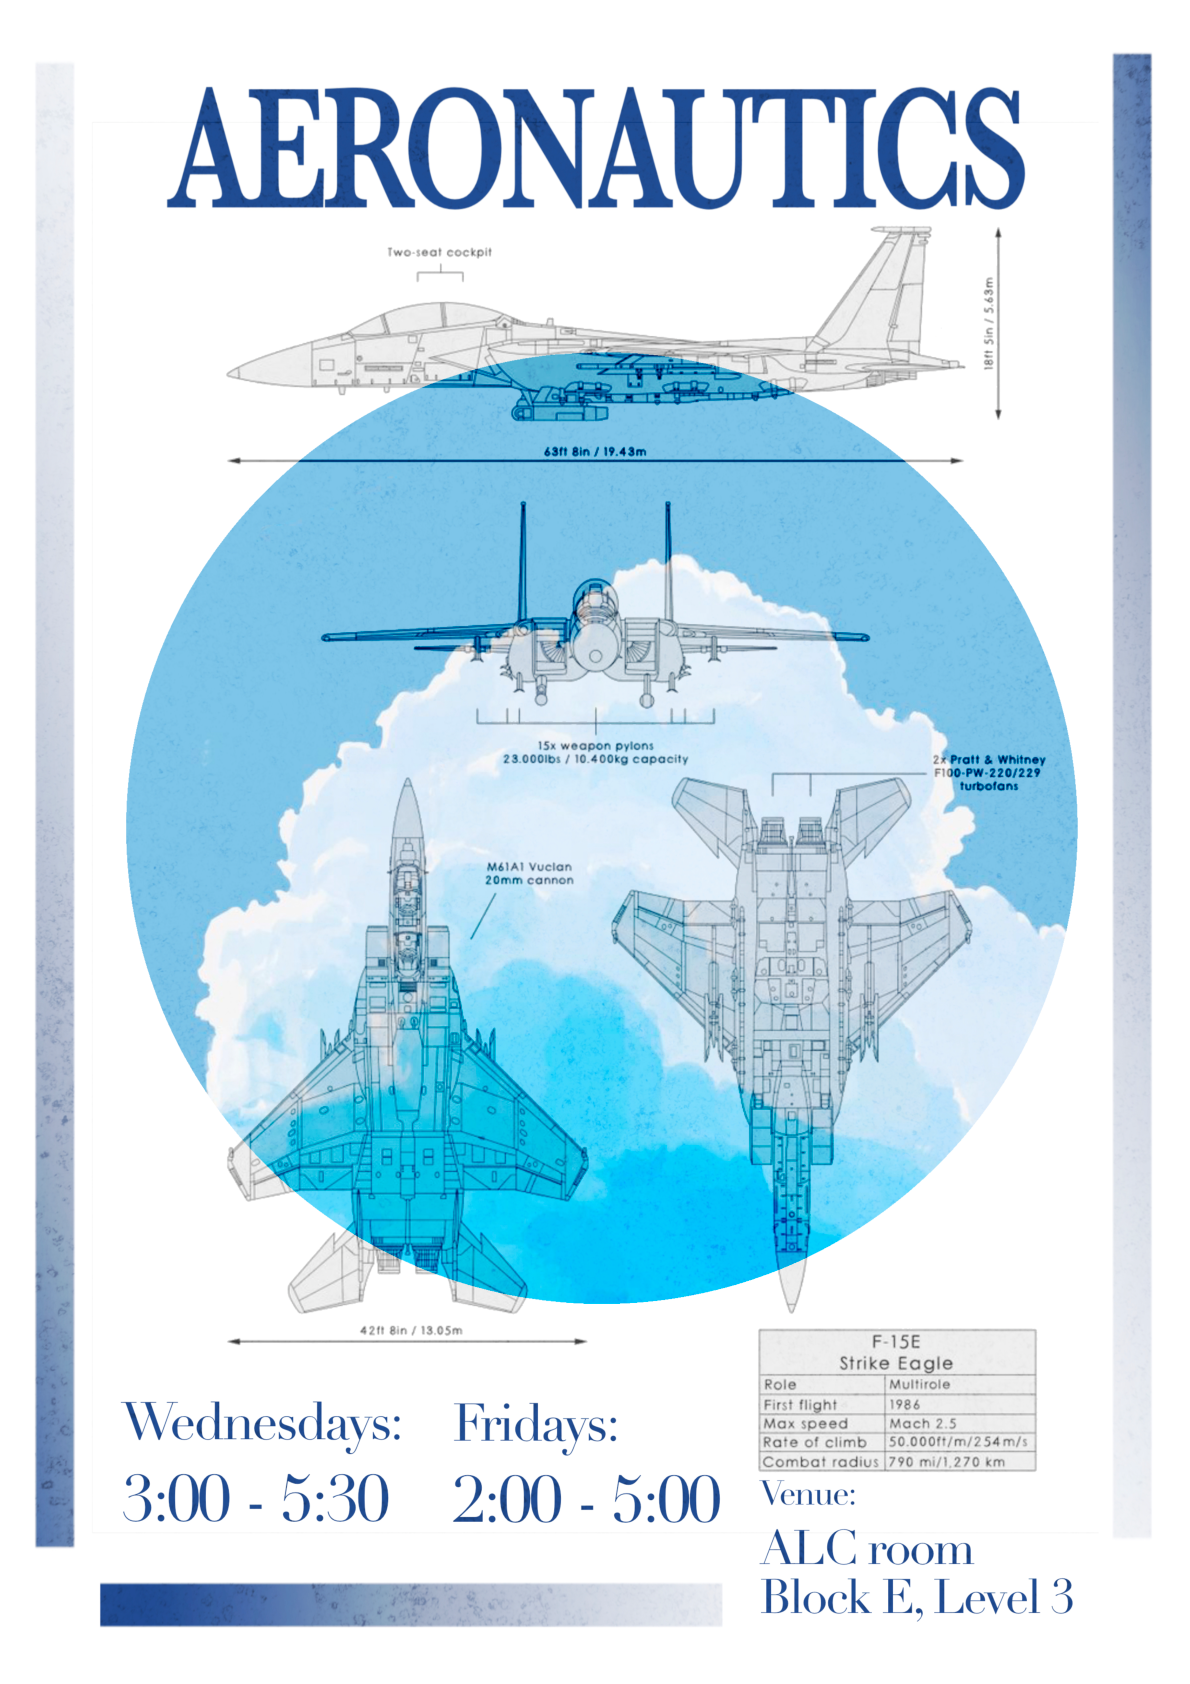 AERONAUTICS
Two-seat cockpit
18ft 5in / 5.63m
63ft 8in / 19.43m
15x weapon pylons
23.000lbs / 10.400kg capacity
2x Pratt & Whitney
F100-PW-220/229
turbofans
M61A1 Vuclan
20mm cannon
42ft 8in / 13.05m
F-15E
Strike Eagle
Role Multirole
First flight 1986
Max speed Mach 2.5
Rate of climb 50.000ft/m/254m/s
Combat radius 790 mi/1,270 km
Wednesdays:
3:00 - 5:30
Fridays:
2:00 - 5:00
Venue:
ALC room
Block E, Level 3